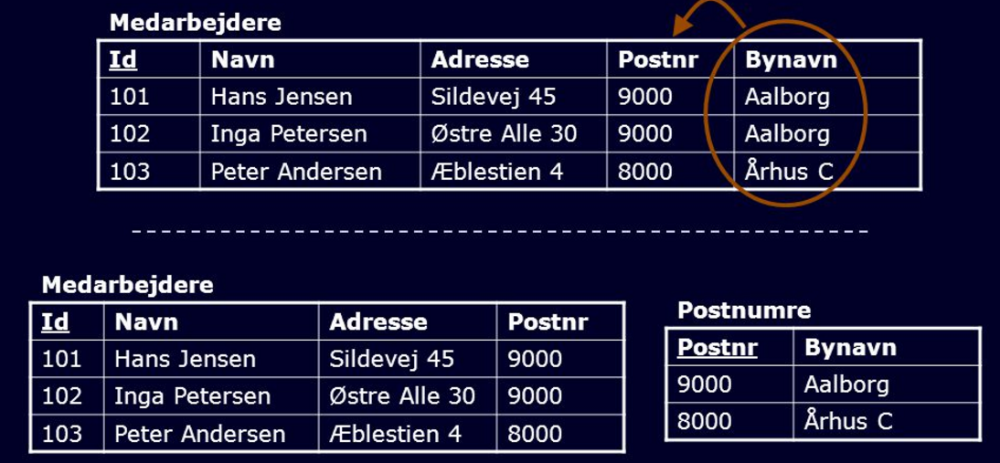 Medarbejdere
Id Navn Adresse Postnr Bynavn
101 Hans Jensen Sildevej 45 9000 Aalborg
102 Inga Petersen Østre Alle 30 9000 Aalborg
103 Peter Andersen Æblestien 4 8000 Århus C
Medarbejdere
Id Navn Adresse Postnr
101 Hans Jensen Sildevej 45 9000
102 Inga Petersen Østre Alle 30 9000
103 Peter Andersen Æblestien 4 8000
Postnumre
Postnr Bynavn
9000 Aalborg
8000 Århus C